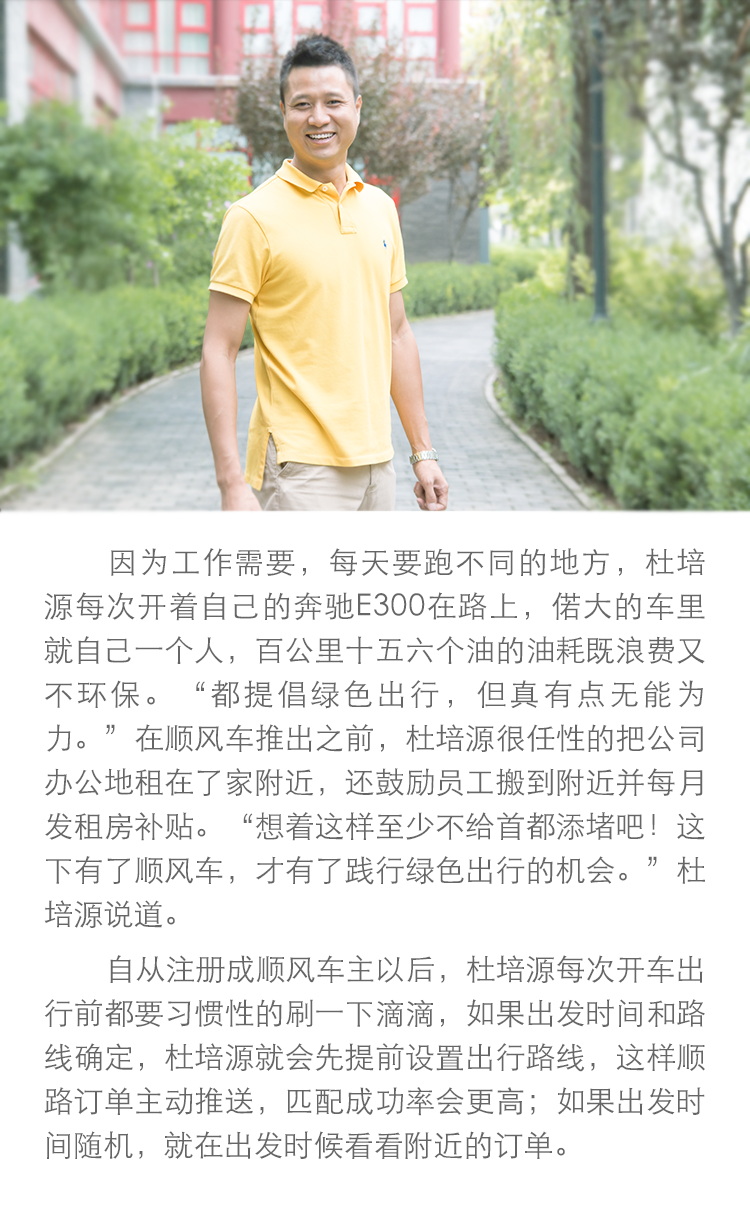 因为工作需要，每天要跑不同的地方，杜培
源每次开着自己的奔驰E300在路上，偌大的车里
就自己一个人，百公里十五六个油的油耗既浪费又
不环保。“都提倡绿色出行，但真有点无能为
力。”在顺风车推出之前，杜培源很任性的把公司
办公地租在了家附近，还鼓励员工搬到附近并每月
发租房补贴。“想着这样至少不给首都添堵吧！这
下有了顺风车，才有了践行绿色出行的机会。”杜
培源说道。
自从注册成顺风车主以后，杜培源每次开车出
行前都要习惯性的刷一下滴滴，如果出发时间和路
线确定，杜培源就会先提前设置出行路线，这样顺
路订单主动推送，匹配成功率会更高；如果出发时
间随机，就在出发时候看看附近的订单。